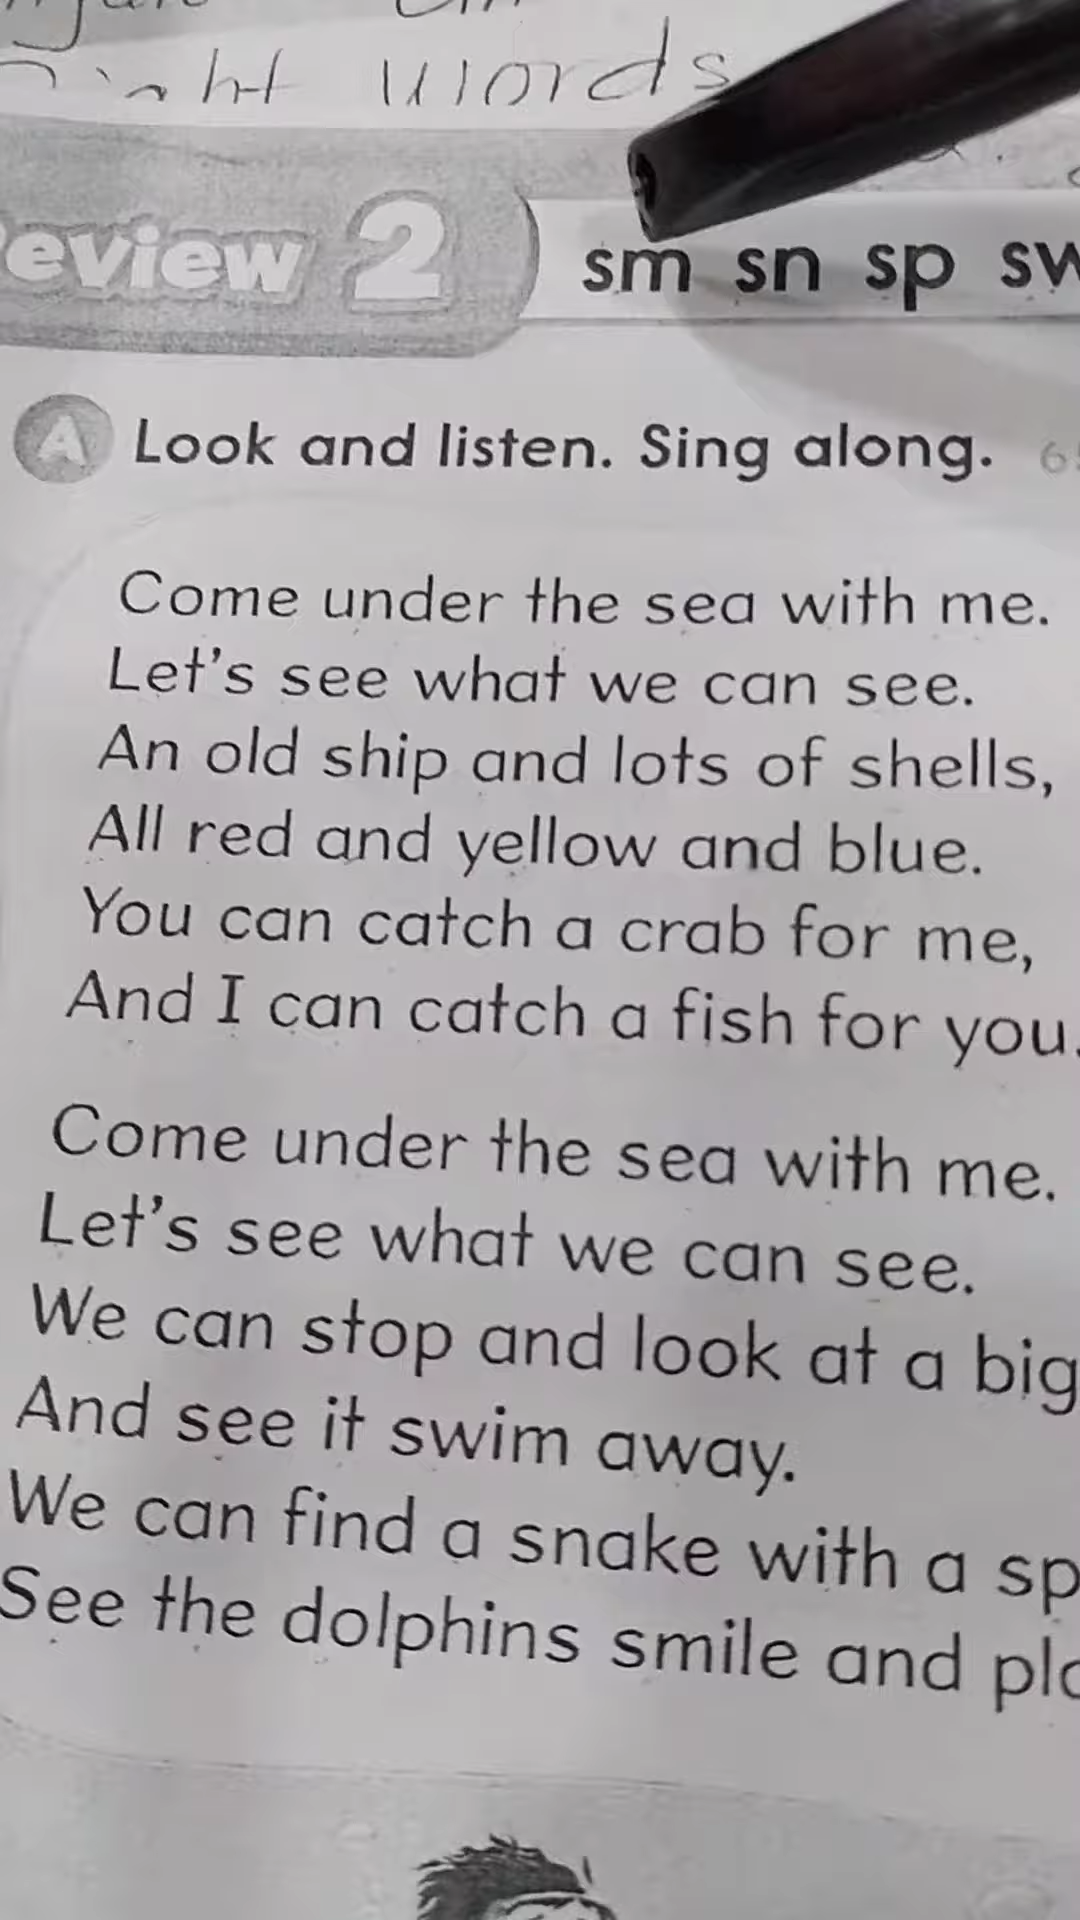 words
Review 2 sm sn sp sw
A Look and listen. Sing along.
Come under the sea with me.
Let's see what we can see.
An old ship and lots of shells,
All red and yellow and blue.
You can catch a crab for me,
And I can catch a fish for you.
Come under the sea with me.
Let's see what we can see.
We can stop and look at a big
And see it swim away.
We can find a snake with a sp
See the dolphins smile and pla